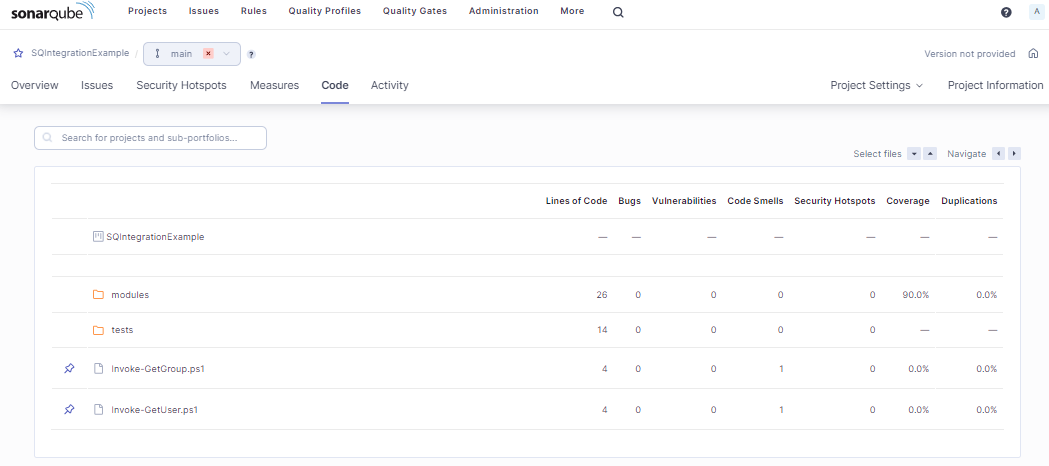 sonarqube Projects Issues Rules Quality Profiles Quality Gates Administration More ? A
SQIntegrationExample / main ? Version not provided
Overview Issues Security Hotspots Measures Code Activity Project Settings Project Information
Search for projects and sub-portfolios...
Select files Navigate
Lines of Code Bugs Vulnerabilities Code Smells Security Hotspots Coverage Duplications
SQIntegrationExample — — — — — — —
modules 26 0 0 0 0 90.0% 0.0%
tests 14 0 0 0 0 — —
Invoke-GetGroup.ps1 4 0 0 1 0 0.0% 0.0%
Invoke-GetUser.ps1 4 0 0 1 0 0.0% 0.0%